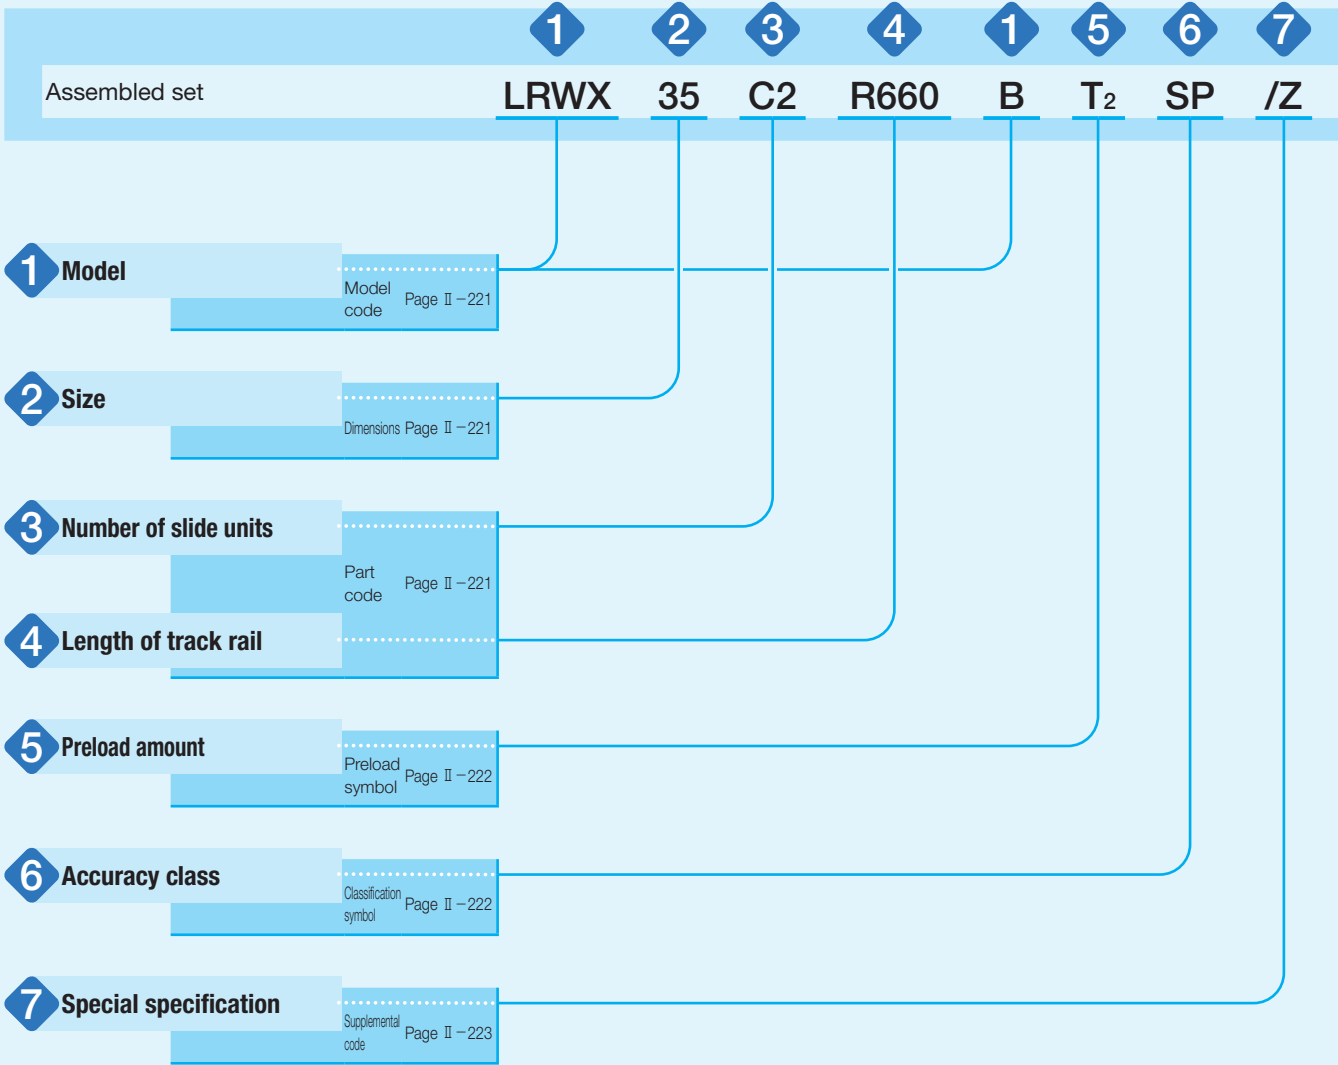 1 2 3 4 1 5 6 7
Assembled set LRWX 35 C2 R660 B T2 SP /Z
1 Model
Model code Page Ⅱ−221
2 Size
Dimensions Page Ⅱ−221
3 Number of slide units
Part code Page Ⅱ−221
4 Length of track rail
5 Preload amount
Preload symbol Page Ⅱ−222
6 Accuracy class
Classification symbol Page Ⅱ−222
7 Special specification
Supplemental code Page Ⅱ−223